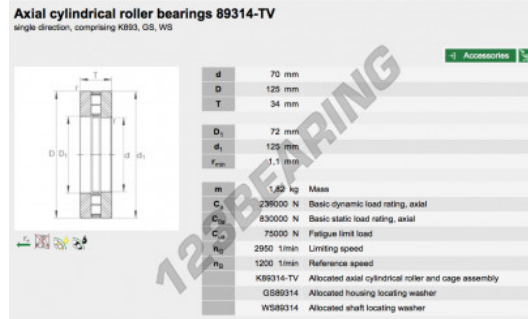 Axial cylindrical roller bearings 89314-TV
single direction, comprising K893, GS, WS
Accessories
d 70 mm
D 125 mm
T 34 mm
D₁ 72 mm
d₁ 125 mm
rmin 1,1 mm
m 1,82 kg Mass
Ca 239000 N Basic dynamic load rating, axial
C0a 830000 N Basic static load rating, axial
Cua 75000 N Fatigue limit load
nG 2950 1/min Limiting speed
nB 1200 1/min Reference speed
K89314-TV Allocated axial cylindrical roller and cage assembly
GS89314 Allocated housing locating washer
WS89314 Allocated shaft locating washer
T
r
D D₁ d d₁
r
123BEARING